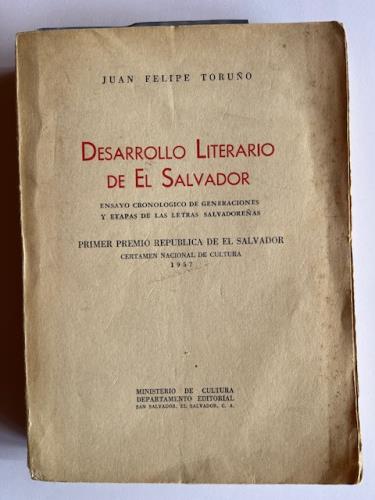 JUAN FELIPE TORUÑO
DESARROLLO LITERARIO
DE EL SALVADOR
ENSAYO CRONOLOGICO DE GENERACIONES
Y ETAPAS DE LAS LETRAS SALVADOREÑAS
PRIMER PREMIO REPUBLICA DE EL SALVADOR
CERTAMEN NACIONAL DE CULTURA
1957
MINISTERIO DE CULTURA
DEPARTAMENTO EDITORIAL
SAN SALVADOR, EL SALVADOR, C. A.